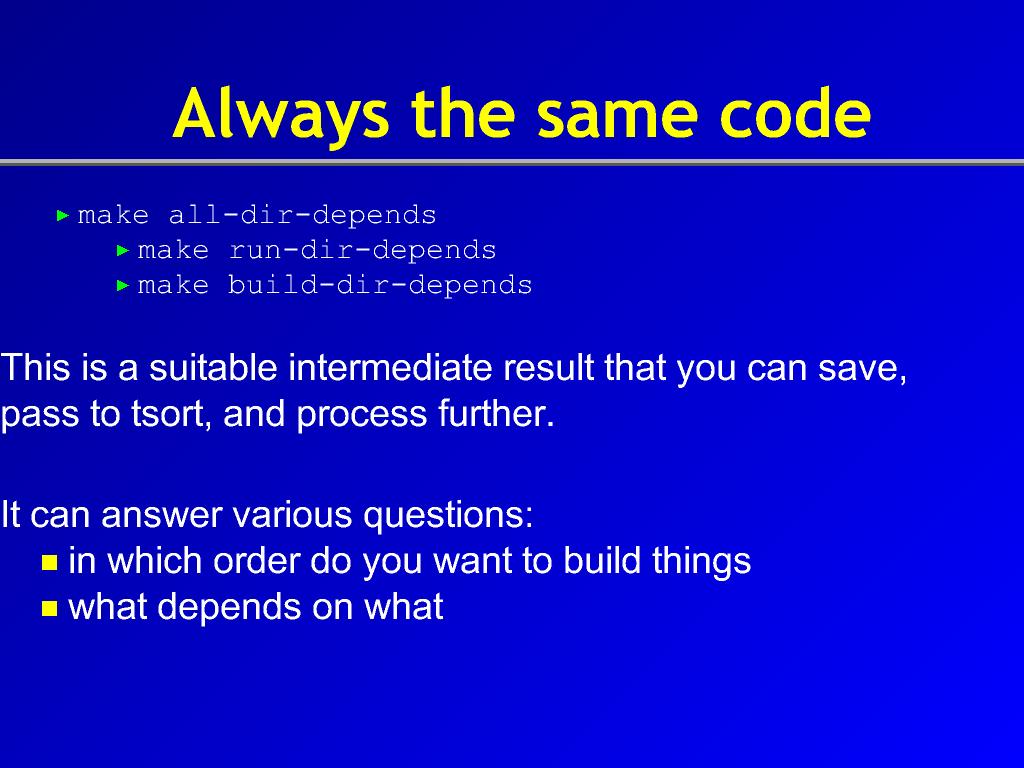 Always the same code
make all-dir-depends
make run-dir-depends
make build-dir-depends
This is a suitable intermediate result that you can save,
pass to tsort, and process further.
It can answer various questions:
in which order do you want to build things
what depends on what